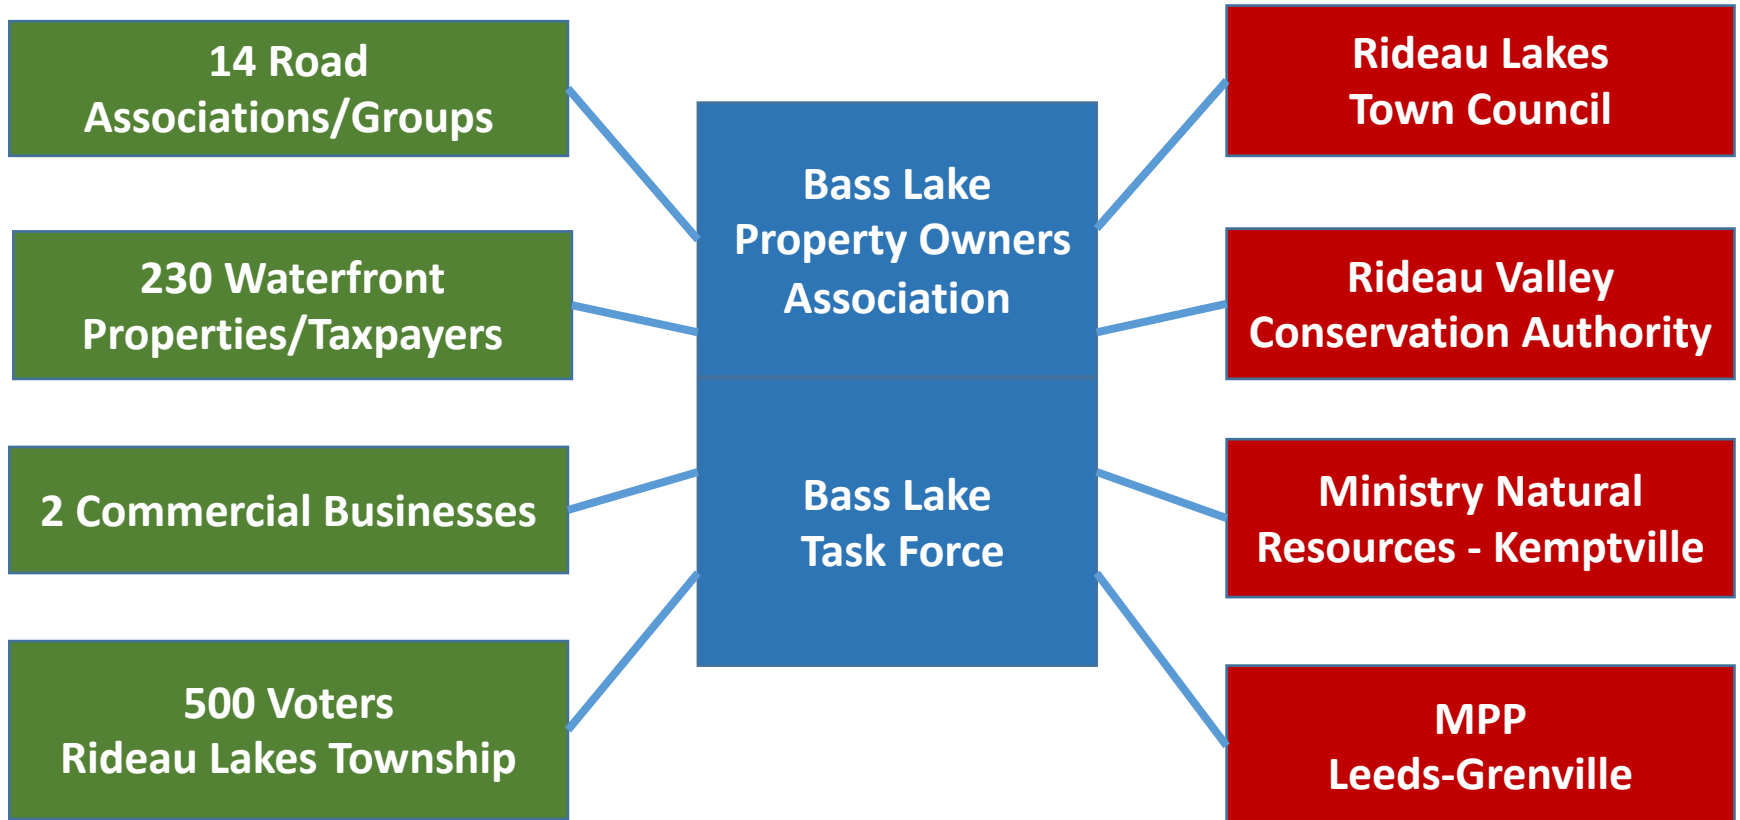 14 Road
Associations/Groups
230 Waterfront
Properties/Taxpayers
2 Commercial Businesses
500 Voters
Rideau Lakes Township
Bass Lake
Property Owners
Association
Bass Lake
Task Force
Rideau Lakes
Town Council
Rideau Valley
Conservation Authority
Ministry Natural
Resources - Kemptville
MPP
Leeds-Grenville